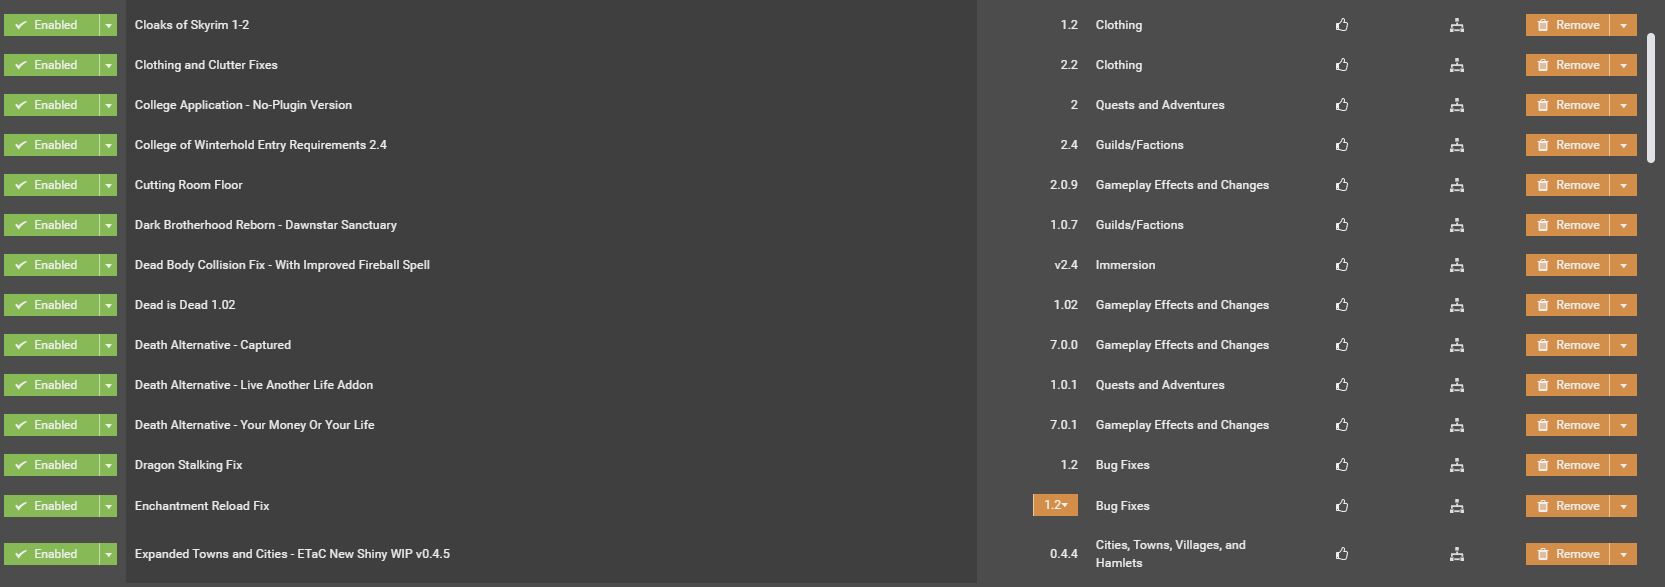 Enabled Cloaks of Skyrim 1-2 1.2 Clothing Remove
Enabled Clothing and Clutter Fixes 2.2 Clothing Remove
Enabled College Application - No-Plugin Version 2 Quests and Adventures Remove
Enabled College of Winterhold Entry Requirements 2.4 2.4 Guilds/Factions Remove
Enabled Cutting Room Floor 2.0.9 Gameplay Effects and Changes Remove
Enabled Dark Brotherhood Reborn - Dawnstar Sanctuary 1.0.7 Guilds/Factions Remove
Enabled Dead Body Collision Fix - With Improved Fireball Spell v2.4 Immersion Remove
Enabled Dead is Dead 1.02 1.02 Gameplay Effects and Changes Remove
Enabled Death Alternative - Captured 7.0.0 Gameplay Effects and Changes Remove
Enabled Death Alternative - Live Another Life Addon 1.0.1 Quests and Adventures Remove
Enabled Death Alternative - Your Money Or Your Life 7.0.1 Gameplay Effects and Changes Remove
Enabled Dragon Stalking Fix 1.2 Bug Fixes Remove
Enabled Enchantment Reload Fix 1.2 Bug Fixes Remove
Enabled Expanded Towns and Cities - ETaC New Shiny WIP v0.4.5 0.4.4 Cities, Towns, Villages, and Remove
Hamlets